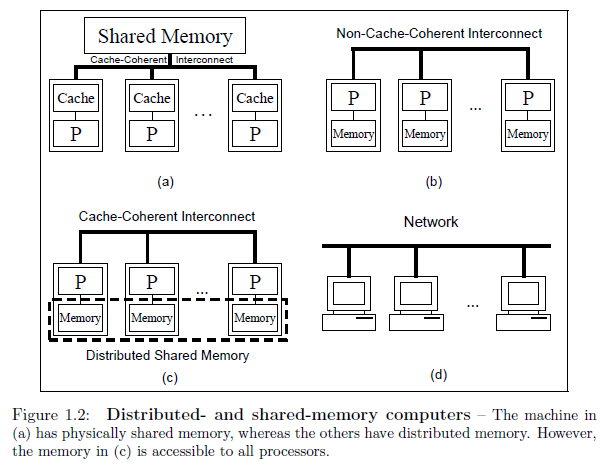 Shared Memory
Cache-Coherent Interconnect
Cache Cache Cache
...
P P P
(a)
Non-Cache-Coherent Interconnect
P P P
...
Memory Memory Memory
(b)
Cache-Coherent Interconnect
P P P
...
Memory Memory Memory
Distributed Shared Memory
(c)
Network
...
(d)
Figure 1.2: Distributed- and shared-memory computers – The machine in
(a) has physically shared memory, whereas the others have distributed memory. However,
the memory in (c) is accessible to all processors.